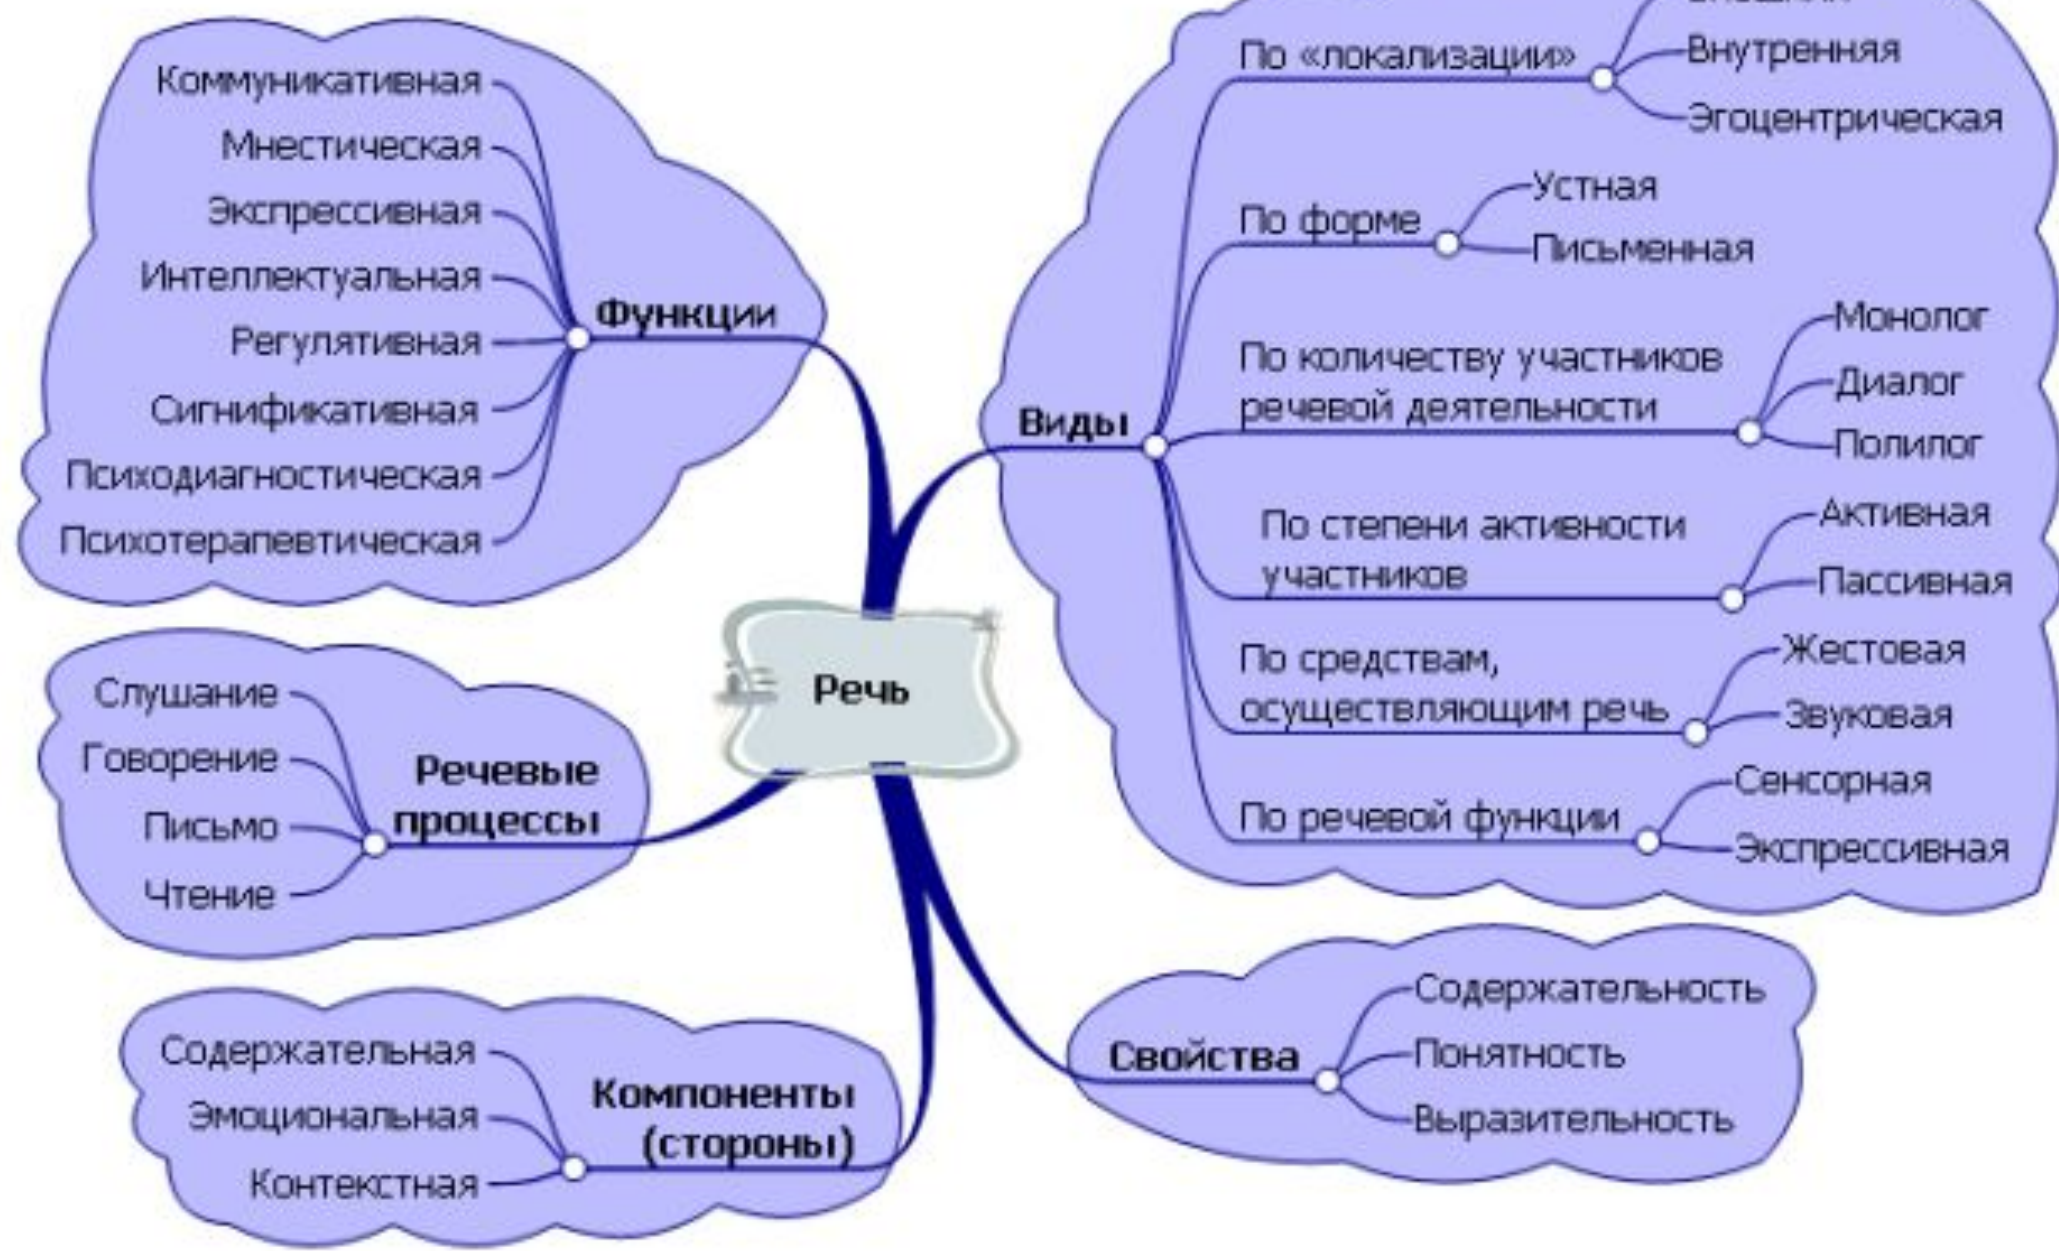 Коммуникативная
Мнестическая
Экспрессивная
Интеллектуальная
Регулятивная
Сигнификативная
Психодиагностическая
Психотерапевтическая
Функции
Виды
По «локализации»
Внутренняя
Эгоцентрическая
По форме
Устная
Письменная
По количеству участников
речевой деятельности
Монолог
Диалог
Полилог
По степени активности
участников
Активная
Пассивная
По средствам,
осуществляющим речь
Жестовая
Звуковая
По речевой функции
Сенсорная
Экспрессивная
Речь
Слушание
Говорение
Письмо
Чтение
Речевые
процессы
Содержательная
Эмоциональная
Контекстная
Компоненты
(стороны)
Свойства
Содержательность
Понятность
Выразительность